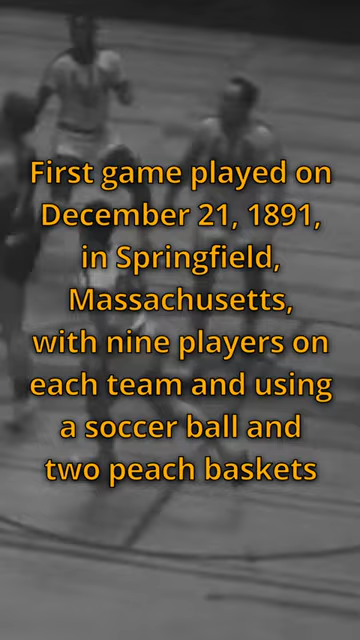 First game played on
December 21, 1891,
in Springfield,
Massachusetts,
with nine players on
each team and using
a soccer ball and
two peach baskets